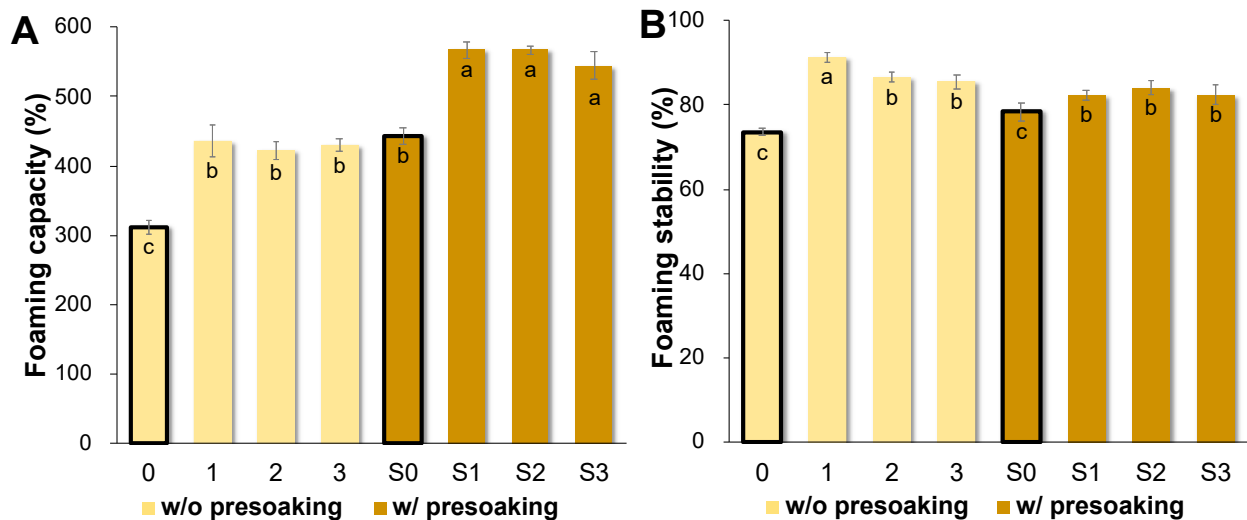 A
Foaming capacity (%)
600
500
400
300
200
100
0
c
b
b
b
b
a
a
a
0 1 2 3 S0 S1 S2 S3
w/o presoaking w/ presoaking
B
Foaming stability (%)
100
80
60
40
20
0
c
a
b
b
c
b
b
b
0 1 2 3 S0 S1 S2 S3
w/o presoaking w/ presoaking